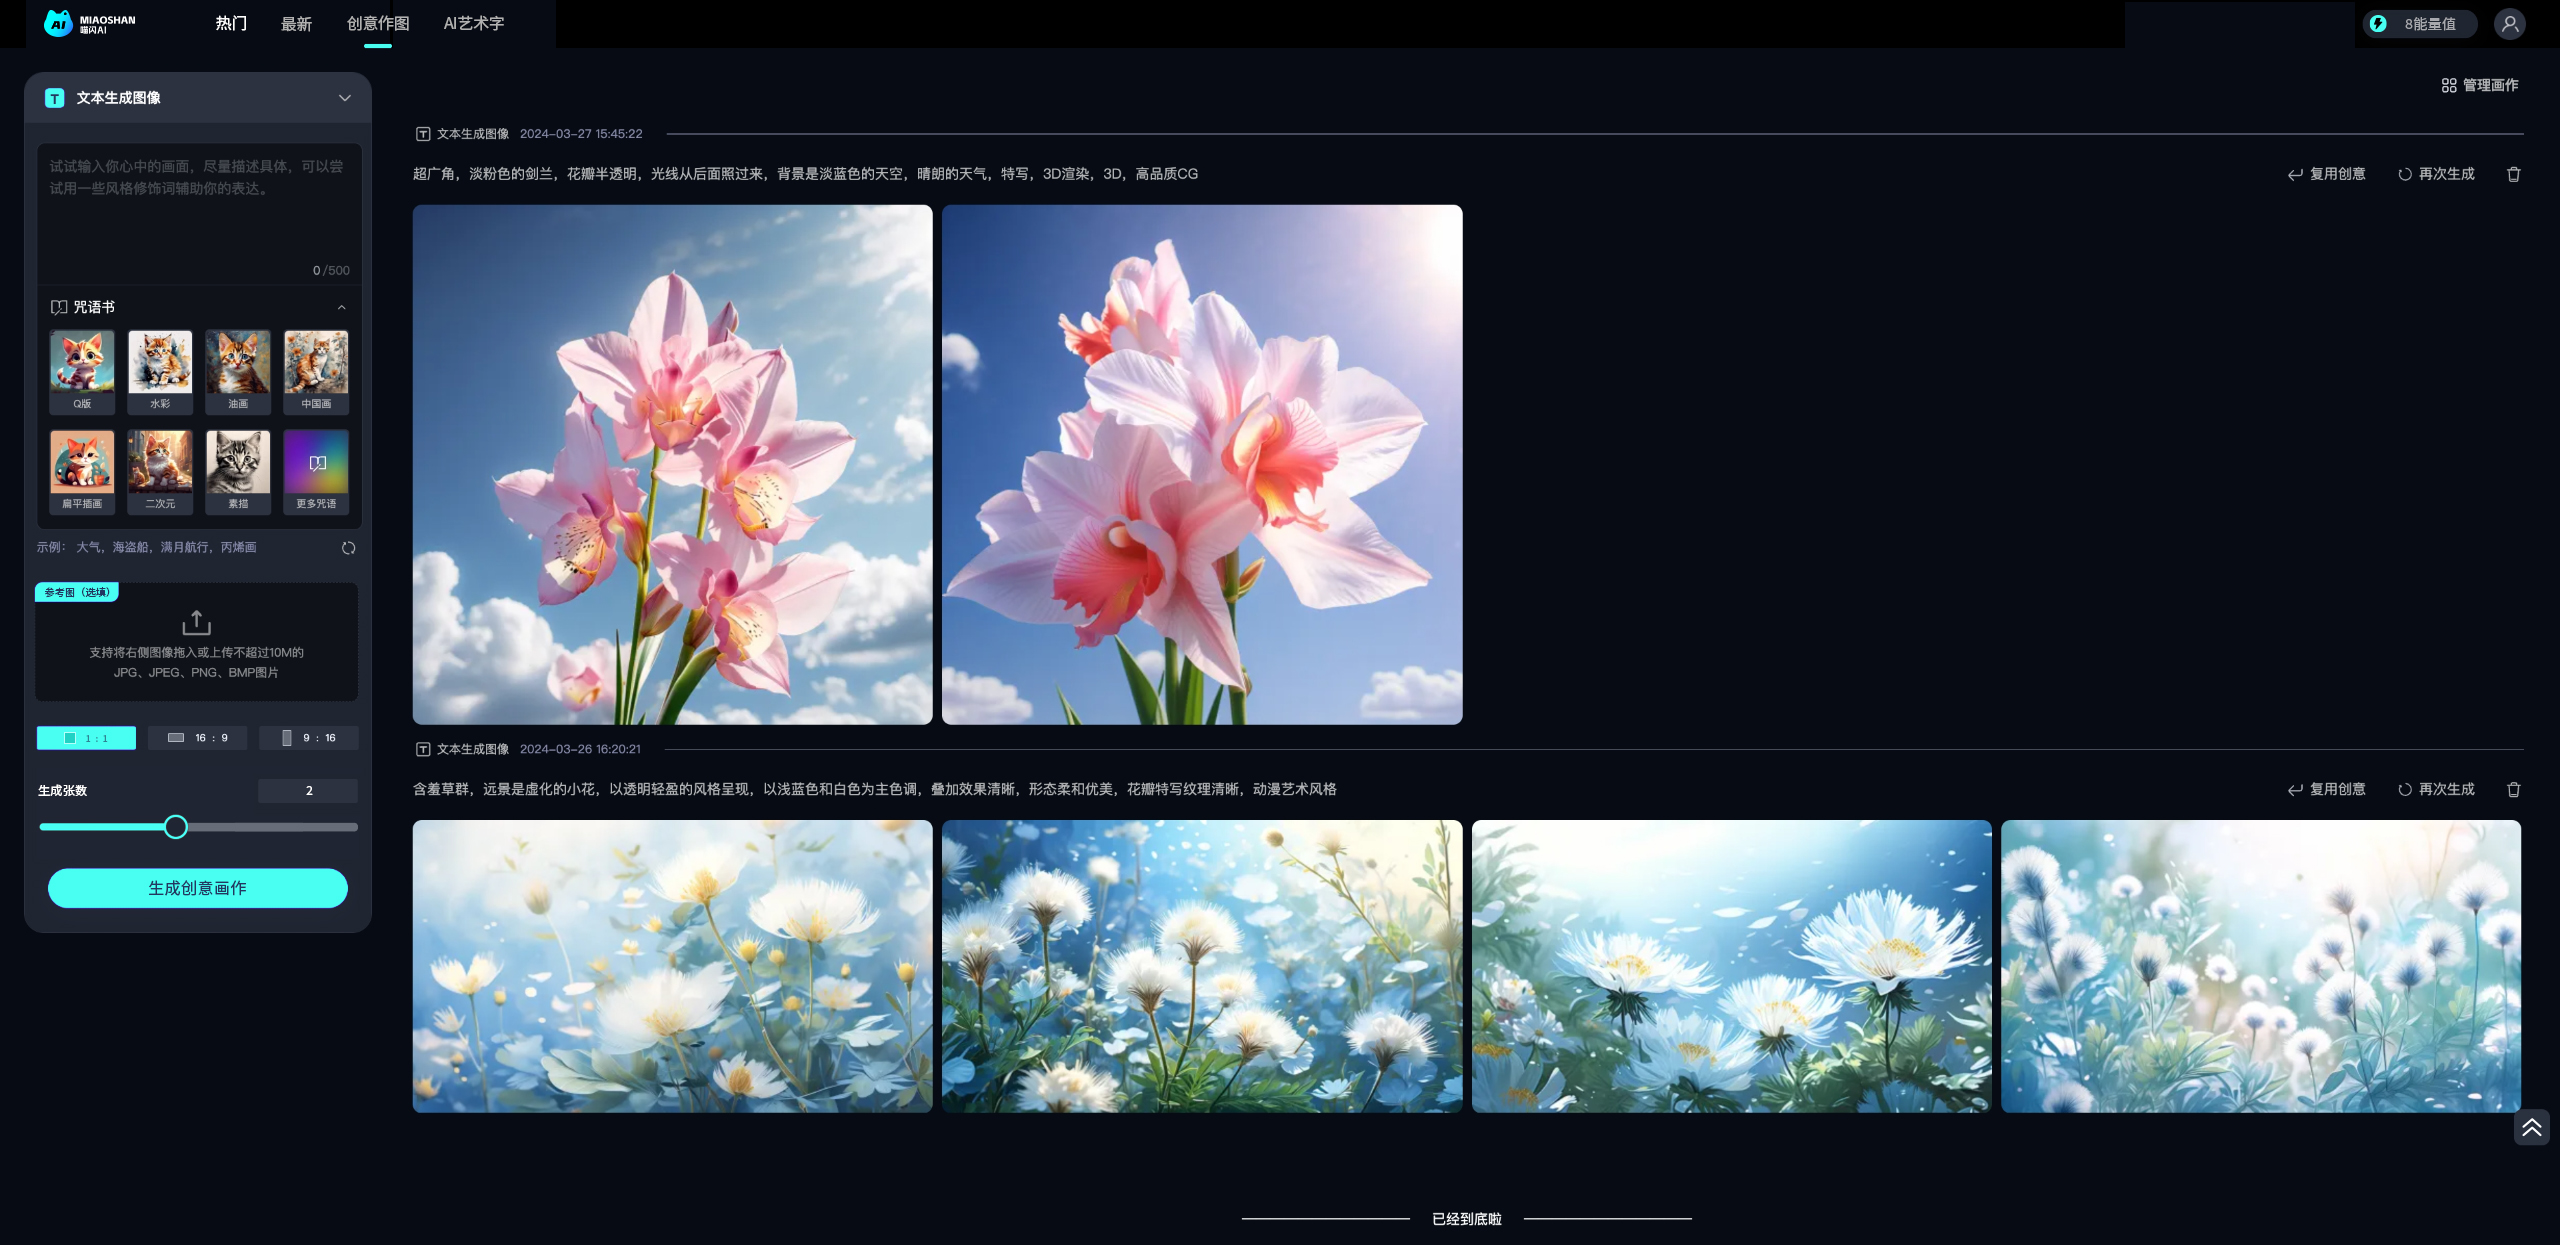 AI
MIAOSHAN
喵闪AI
热门
最新
创意作图
AI艺术字
8能量值
T 文本生成图像
管理画作
试试输入你心中的画面，尽量描述具体，可以尝
试用一些风格修饰词辅助你的表达。
0/500
咒语书
Q版
水彩
油画
中国画
扁平插画
二次元
素描
更多咒语
示例： 大气，海盗船，满月航行，丙烯画
参考图（选填）
支持将右侧图像拖入或上传不超过10M的
JPG、JPEG、PNG、BMP图片
1 : 1
16 : 9
9 : 16
生成张数
2
生成创意画作
T 文本生成图像 2024-03-27 15:45:22
超广角，淡粉色的剑兰，花瓣半透明，光线从后面照过来，背景是淡蓝色的天空，晴朗的天气，特写，3D渲染，3D，高品质CG
复用创意
再次生成
T 文本生成图像 2024-03-26 16:20:21
含羞草群，远景是虚化的小花，以透明轻盈的风格呈现，以浅蓝色和白色为主色调，叠加效果清晰，形态柔和优美，花瓣特写纹理清晰，动漫艺术风格
复用创意
再次生成
已经到底啦